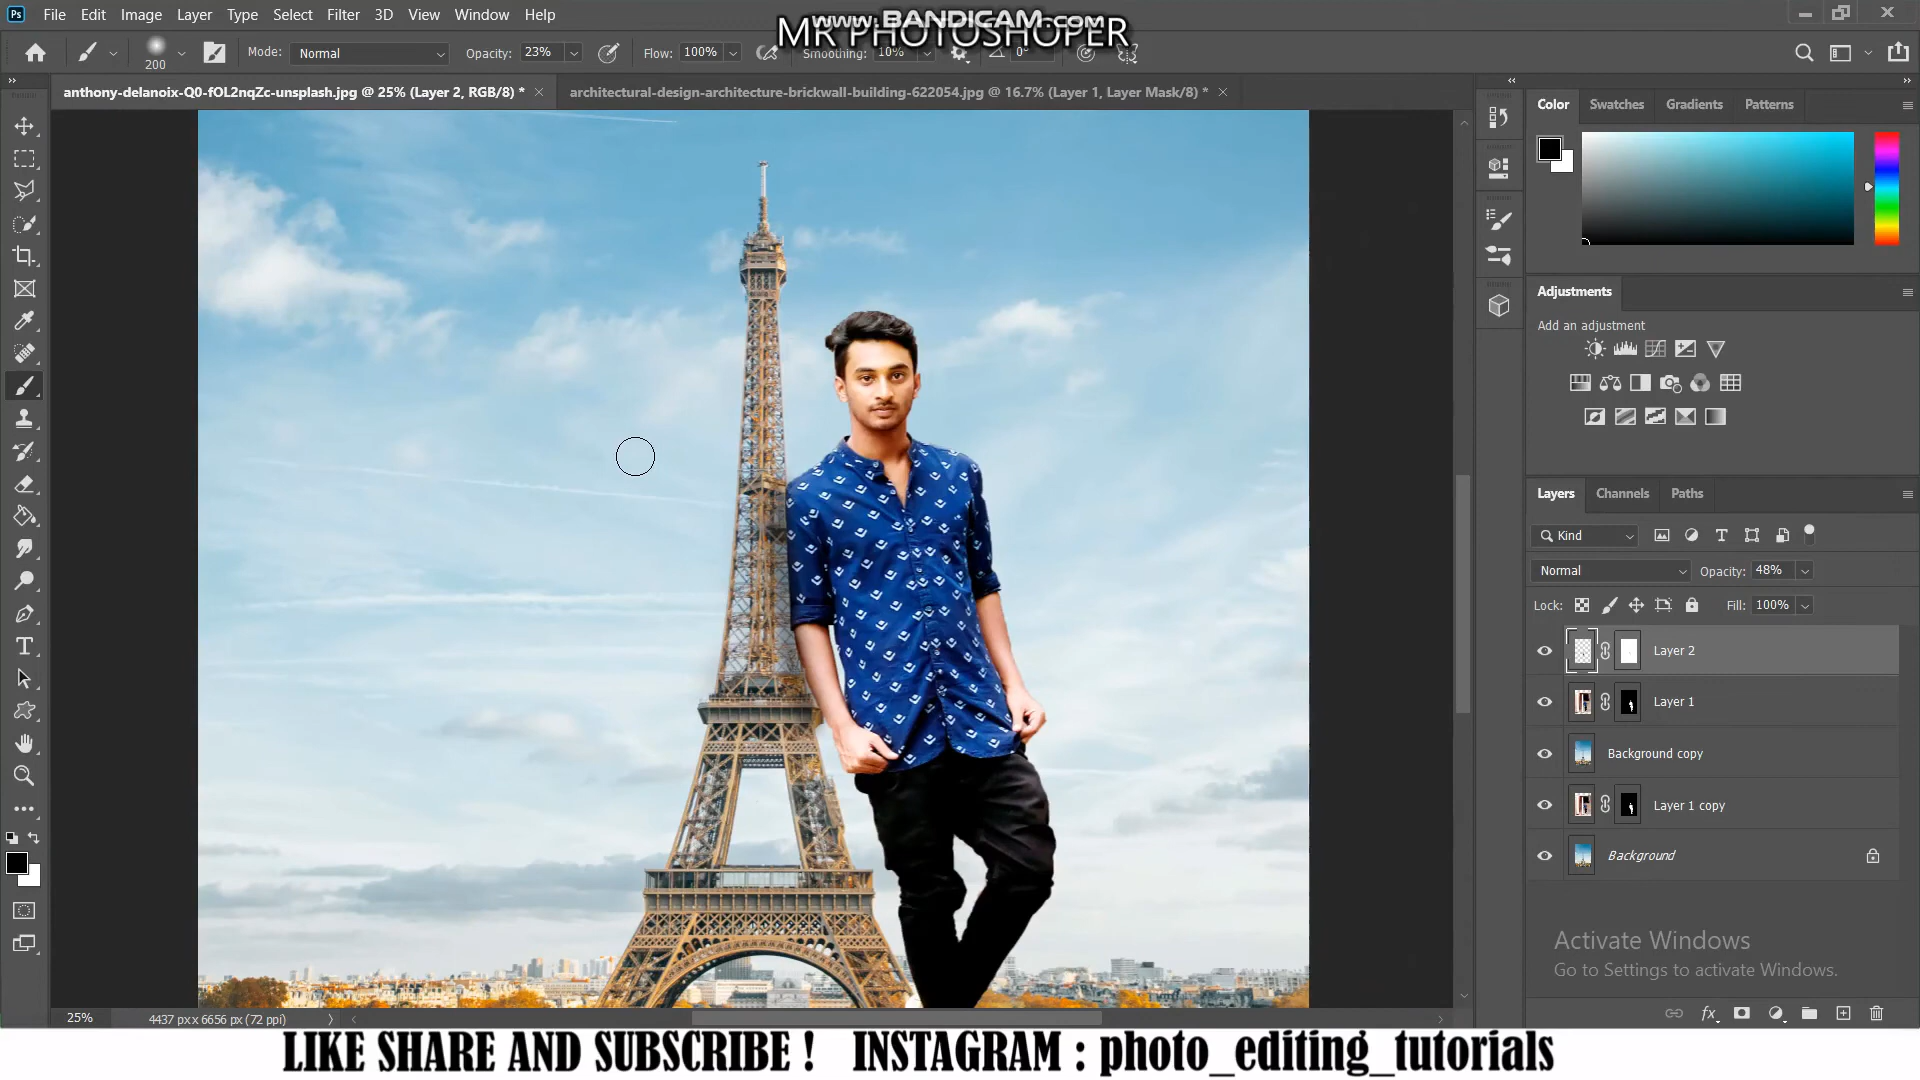 Ps File Edit Image Layer Type Select Filter 3D View Window Help
www.BANDICAM.com
MK PHOTOSHOPER
200 Mode: Normal Opacity: 23% Flow: 100% Smoothing: 10% 0°
anthony-delanoix-Q0-fOL2nqZc-unsplash.jpg @ 25% (Layer 2, RGB/8) *
architectural-design-architecture-brickwall-building-622054.jpg @ 16.7% (Layer 1, Layer Mask/8) *
Color Swatches Gradients Patterns
Adjustments
Add an adjustment
Layers Channels Paths
Kind
Normal Opacity: 48%
Lock: Fill: 100%
Layer 2
Layer 1
Background copy
Layer 1 copy
Background
Activate Windows
Go to Settings to activate Windows.
25% 4437 px x 6656 px (72 ppi)
LIKE SHARE AND SUBSCRIBE ! INSTAGRAM : photo_editing_tutorials